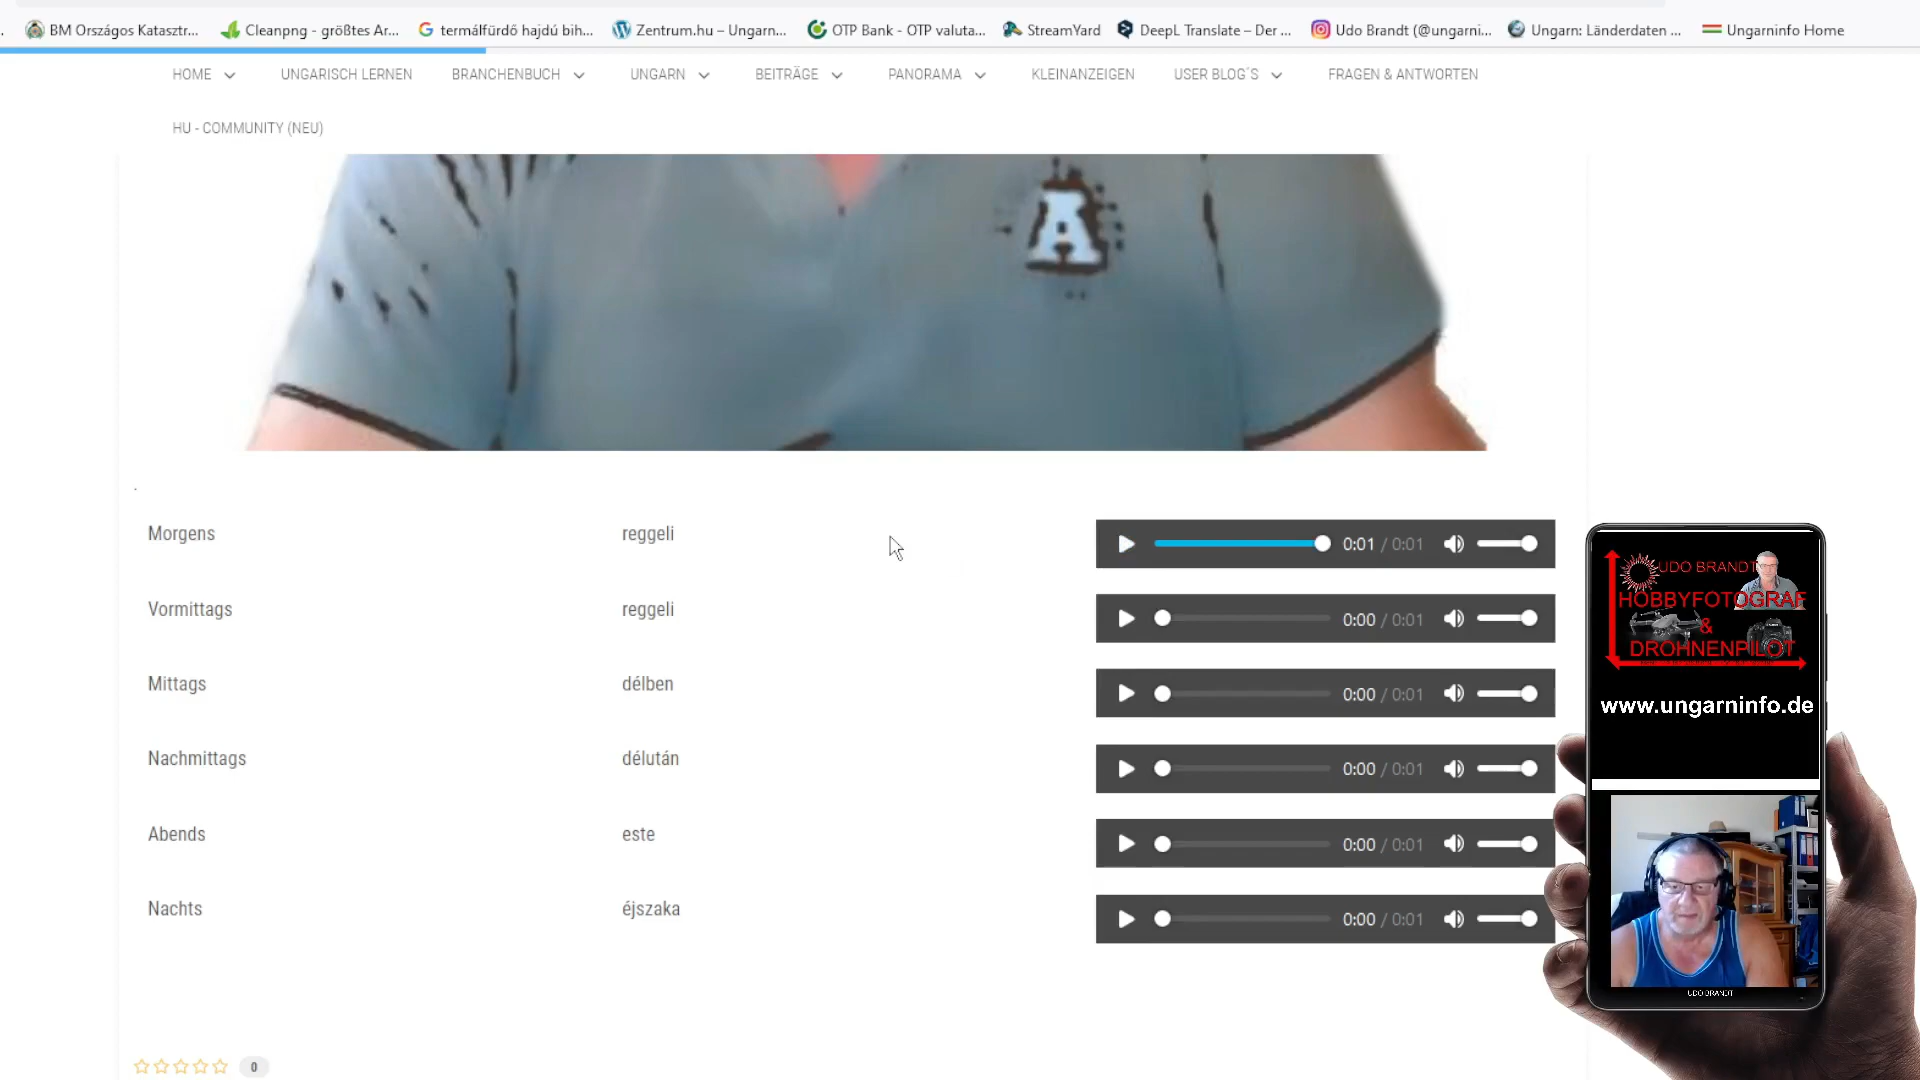 BM Országos Katasztr... Cleanpng - größtes Ar... termálfürdő hajdú bih... Zentrum.hu – Ungarn... OTP Bank - OTP valuta... StreamYard DeepL Translate – Der ... Udo Brandt (@ungarni... Ungarn: Länderdaten ... Ungarninfo Home
HOME UNGARISCH LERNEN BRANCHENBUCH UNGARN BEITRÄGE PANORAMA KLEINANZEIGEN USER BLOG´S FRAGEN & ANTWORTEN
HU - COMMUNITY (NEU)
A
.
Morgens reggeli 0:01 / 0:01
Vormittags reggeli 0:00 / 0:01
Mittags délben 0:00 / 0:01
Nachmittags délután 0:00 / 0:01
Abends este 0:00 / 0:01
Nachts éjszaka 0:00 / 0:01
0
UDO BRANDT
HOBBYFOTOGRAF
&
DROHNENPILOT
www.ungarninfo.de
UDO BRANDT